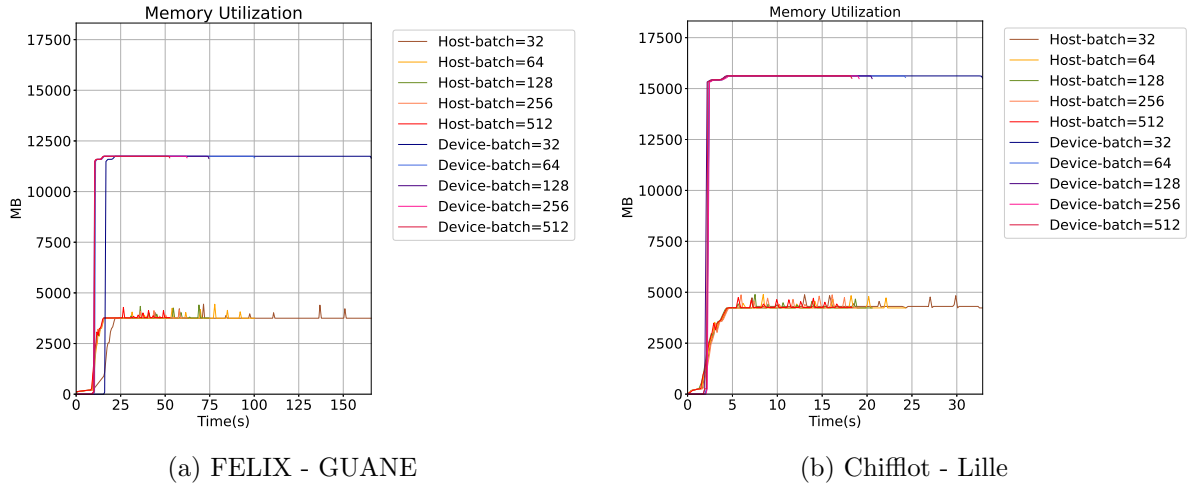 Memory Utilization
17500
15000
12500
10000
7500
5000
2500
0
MB
0 25 50 75 100 125 150
Time(s)
Host-batch=32
Host-batch=64
Host-batch=128
Host-batch=256
Host-batch=512
Device-batch=32
Device-batch=64
Device-batch=128
Device-batch=256
Device-batch=512
(a) FELIX - GUANE
Memory Utilization
17500
15000
12500
10000
7500
5000
2500
0
MB
0 5 10 15 20 25 30
Time(s)
Host-batch=32
Host-batch=64
Host-batch=128
Host-batch=256
Host-batch=512
Device-batch=32
Device-batch=64
Device-batch=128
Device-batch=256
Device-batch=512
(b) Chifflot - Lille